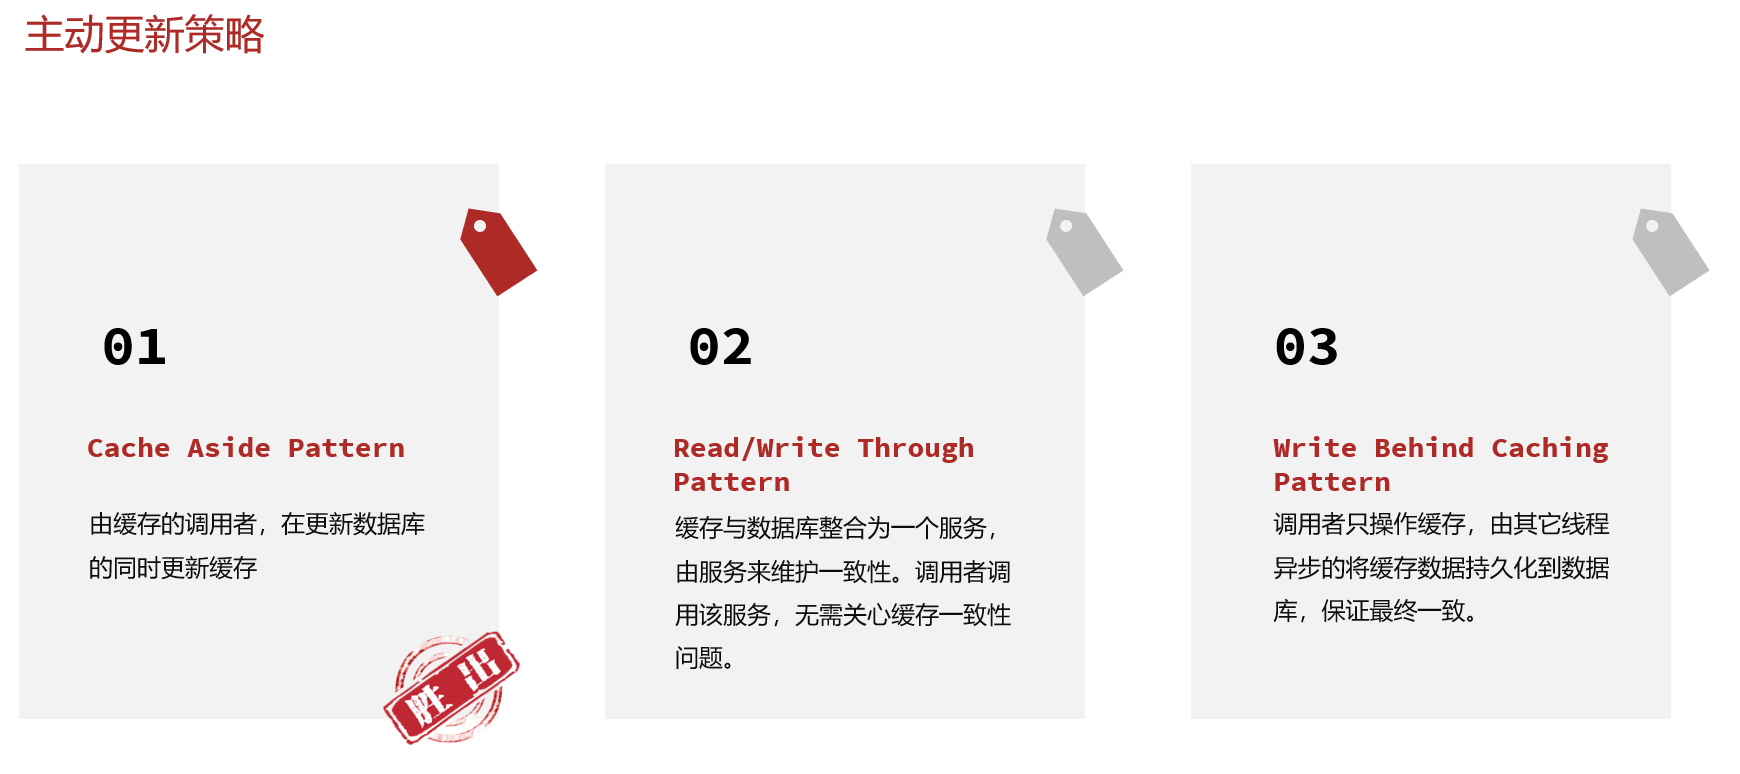 主动更新策略
01
Cache Aside Pattern
由缓存的调用者，在更新数据库
的同时更新缓存
胜出
02
Read/Write Through
Pattern
缓存与数据库整合为一个服务，
由服务来维护一致性。调用者调
用该服务，无需关心缓存一致性
问题。
03
Write Behind Caching
Pattern
调用者只操作缓存，由其它线程
异步的将缓存数据持久化到数据
库，保证最终一致。